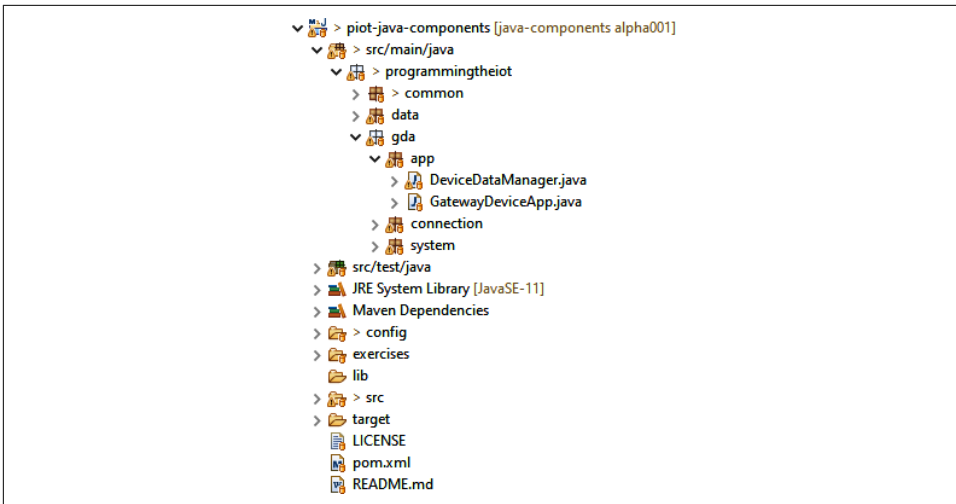 > piot-java-components [java-components alpha001]
> src/main/java
> programmingtheiot
> common
data
gda
app
DeviceDataManager.java
GatewayDeviceApp.java
connection
system
src/test/java
JRE System Library [JavaSE-11]
Maven Dependencies
> config
exercises
lib
> src
target
LICENSE
pom.xml
README.md